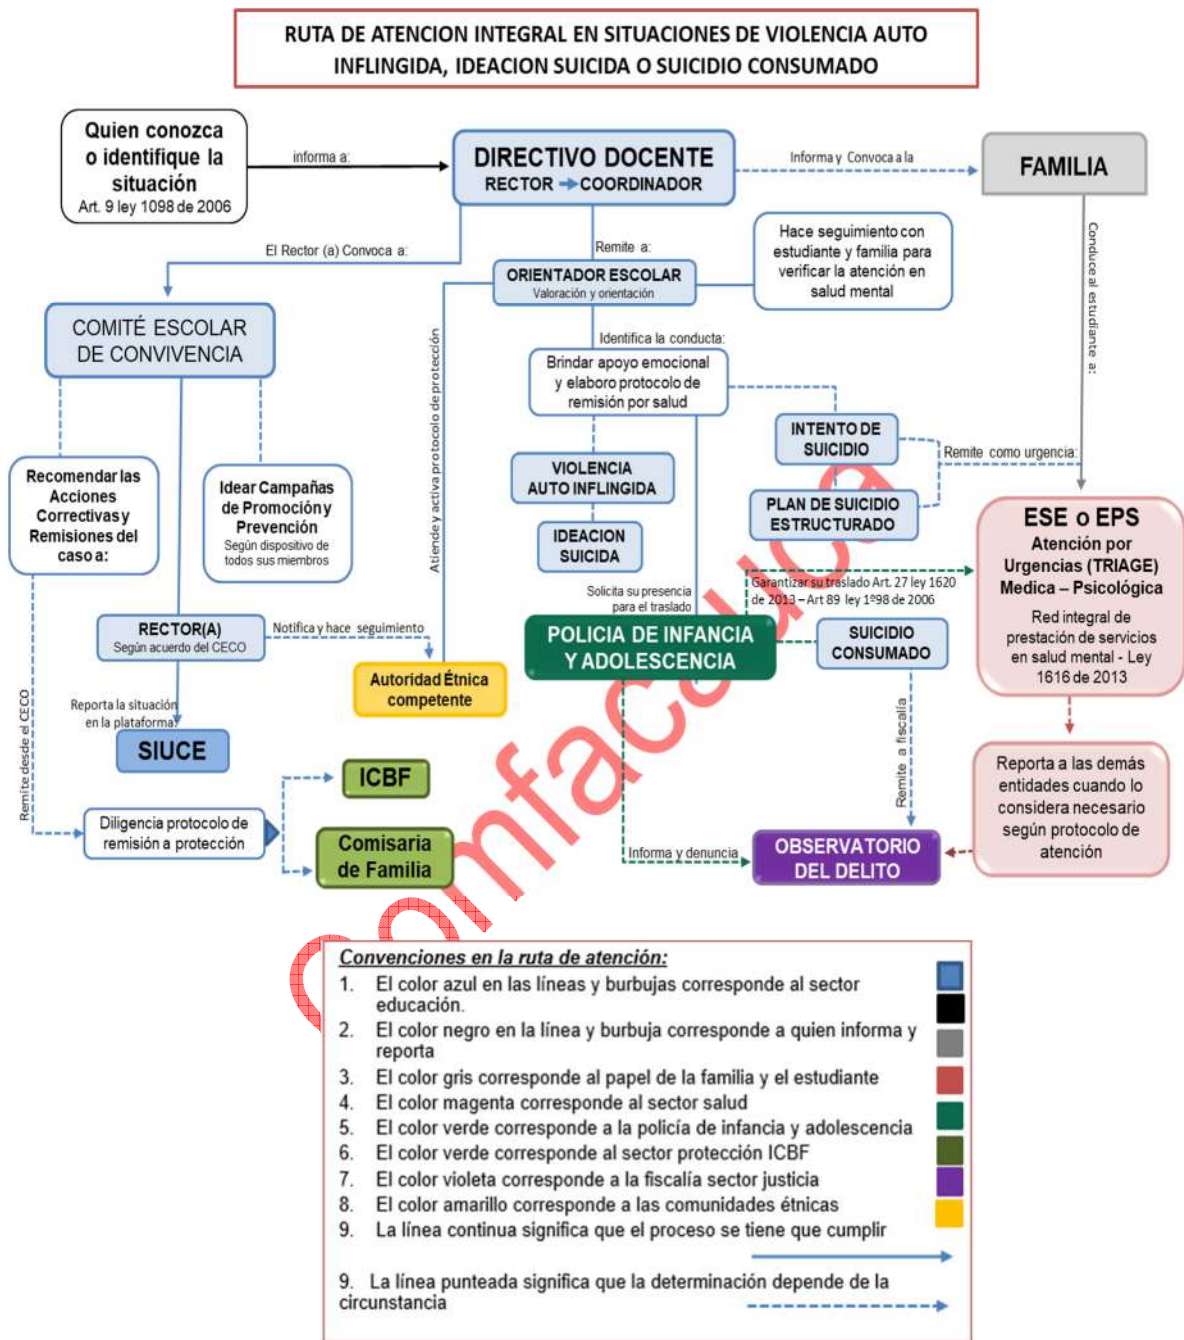 RUTA DE ATENCION INTEGRAL EN SITUACIONES DE VIOLENCIA AUTO
INFLINGIDA, IDEACION SUICIDA O SUICIDIO CONSUMADO
Quien conozca
o identifique la
situación
Art. 9 ley 1098 de 2006
informa a:
DIRECTIVO DOCENTE
RECTOR COORDINADOR
Informa y Convoca a la
FAMILIA
El Rector (a) Convoca a:
Remite a:
ORIENTADOR ESCOLAR
Valoración y orientación
Hace seguimiento con
estudiante y familia para
verificar la atención en
salud mental
Conduce al estudiante a:
COMITÉ ESCOLAR
DE CONVIVENCIA
Atiende y activa protocolo de protección
Identifica la conducta:
Brindar apoyo emocional
y elaboro protocolo de
remisión por salud
INTENTO DE
SUICIDIO
Remite como urgencia:
PLAN DE SUICIDIO
ESTRUCTURADO
VIOLENCIA
AUTO INFLINGIDA
IDEACION
SUICIDA
Recomendar las
Acciones
Correctivas y
Remisiones del
caso a:
Idear Campañas
de Promoción y
Prevención
Según dispositivo de
todos sus miembros
ESE o EPS
Atención por
Urgencias (TRIAGE)
Medica – Psicológica
Red integral de
prestación de servicios
en salud mental - Ley
1616 de 2013
Solicita su presencia
para el traslado
Garantizar su traslado Art. 27 ley 1620
de 2013 – Art 89 ley 1º98 de 2006
RECTOR(A)
Según acuerdo del CECO
Notifica y hace seguimiento
Autoridad Étnica
competente
POLICIA DE INFANCIA
Y ADOLESCENCIA
SUICIDIO
CONSUMADO
Remite desde el CECO
Reporta la situación
en la plataforma:
SIUCE
Remite a fiscalía
ICBF
Diligencia protocolo de
remisión a protección
Comisaria
de Familia
Informa y denuncia
OBSERVATORIO
DEL DELITO
Reporta a las demás
entidades cuando lo
considera necesario
según protocolo de
atención
comfacauca
Convenciones en la ruta de atención:
1. El color azul en las líneas y burbujas corresponde al sector
educación.
2. El color negro en la línea y burbuja corresponde a quien informa y
reporta
3. El color gris corresponde al papel de la familia y el estudiante
4. El color magenta corresponde al sector salud
5. El color verde corresponde a la policía de infancia y adolescencia
6. El color verde corresponde al sector protección ICBF
7. El color violeta corresponde a la fiscalía sector justicia
8. El color amarillo corresponde a las comunidades étnicas
9. La línea continua significa que el proceso se tiene que cumplir
9. La línea punteada significa que la determinación depende de la
circunstancia